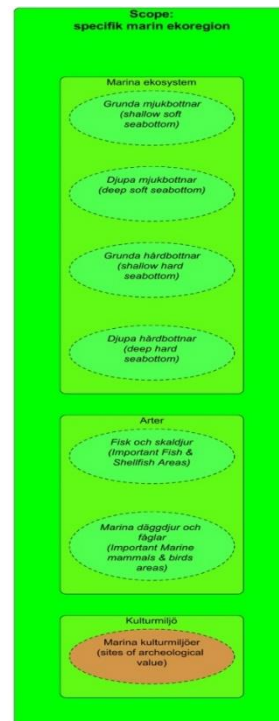 Scope:
specifik marin ekoregion
Marina ekosystem
Grunda mjukbottnar
(shallow soft
seabottom)
Djupa mjukbottnar
(deep soft seabottom)
Grunda hårdbottnar
(shallow hard
seabottom)
Djupa hårdbottnar
(deep hard
seabottom)
Arter
Fisk och skaldjur
(Important Fish &
Shellfish Areas)
Marina däggdjur och
fåglar
(Important Marine
mammals & birds
areas)
Kulturmiljö
Marina kulturmiljöer
(sites of archeological
value)